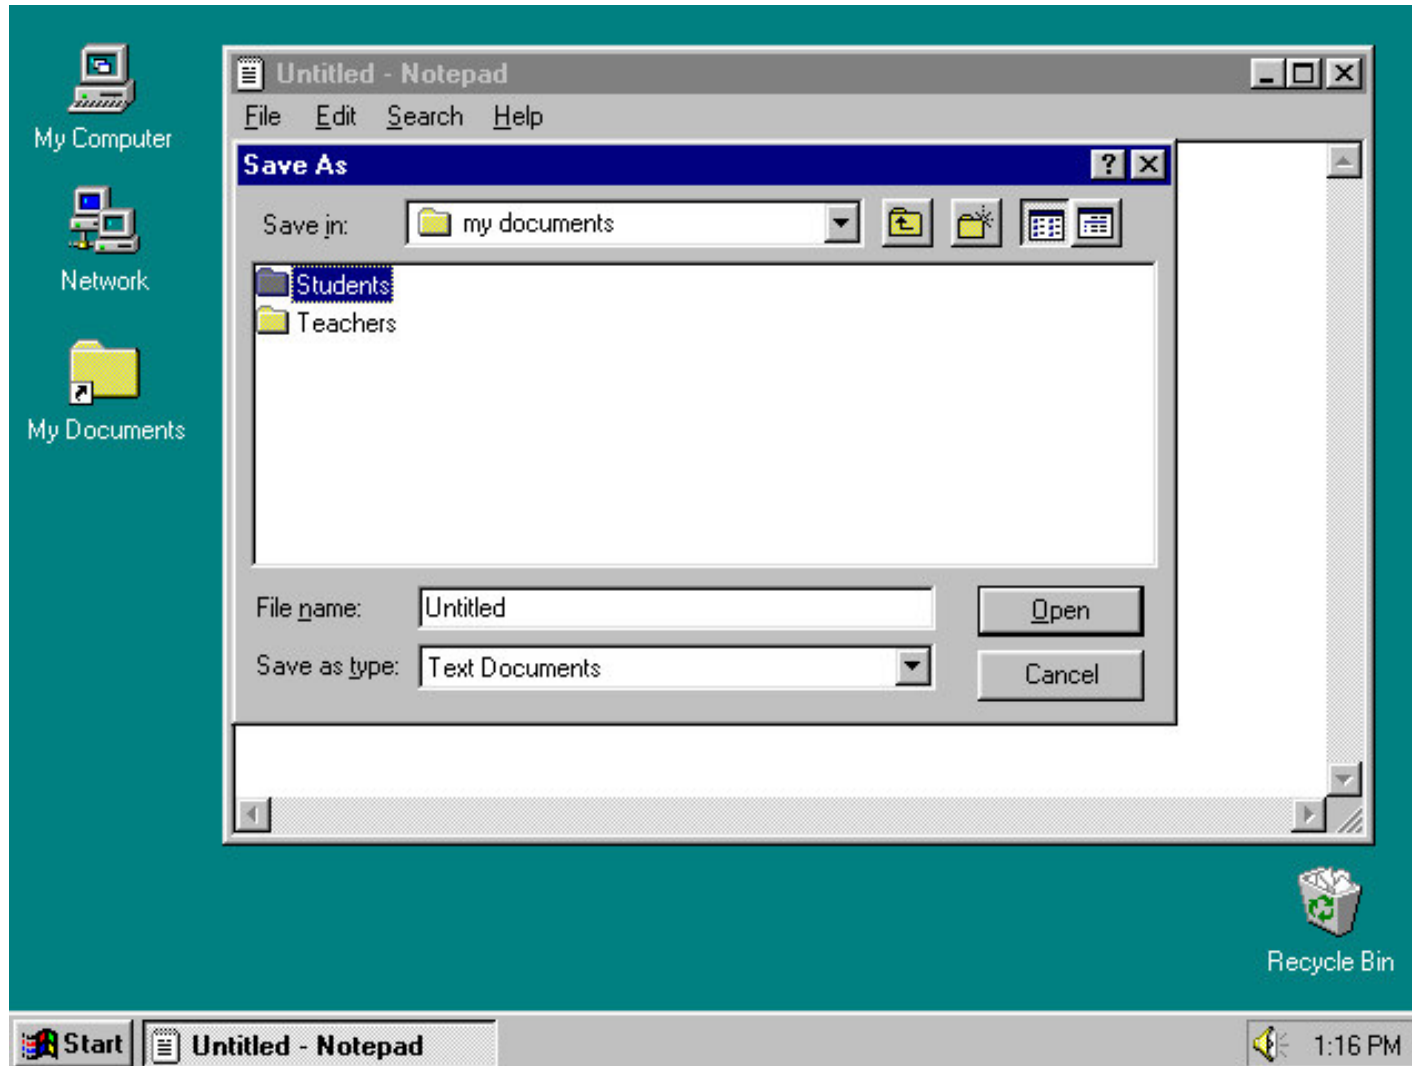 My Computer
Network
My Documents
Untitled - Notepad
File Edit Search Help
Save As
Save in: my documents
Students
Teachers
File name: Untitled
Open
Save as type: Text Documents
Cancel
Recycle Bin
Start Untitled - Notepad 1:16 PM